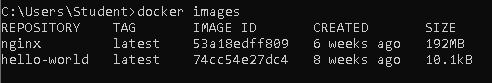 C:\Users\Student>docker images
REPOSITORY TAG IMAGE ID CREATED SIZE
nginx latest 53a18edff809 6 weeks ago 192MB
hello-world latest 74cc54e27dc4 8 weeks ago 10.1kB